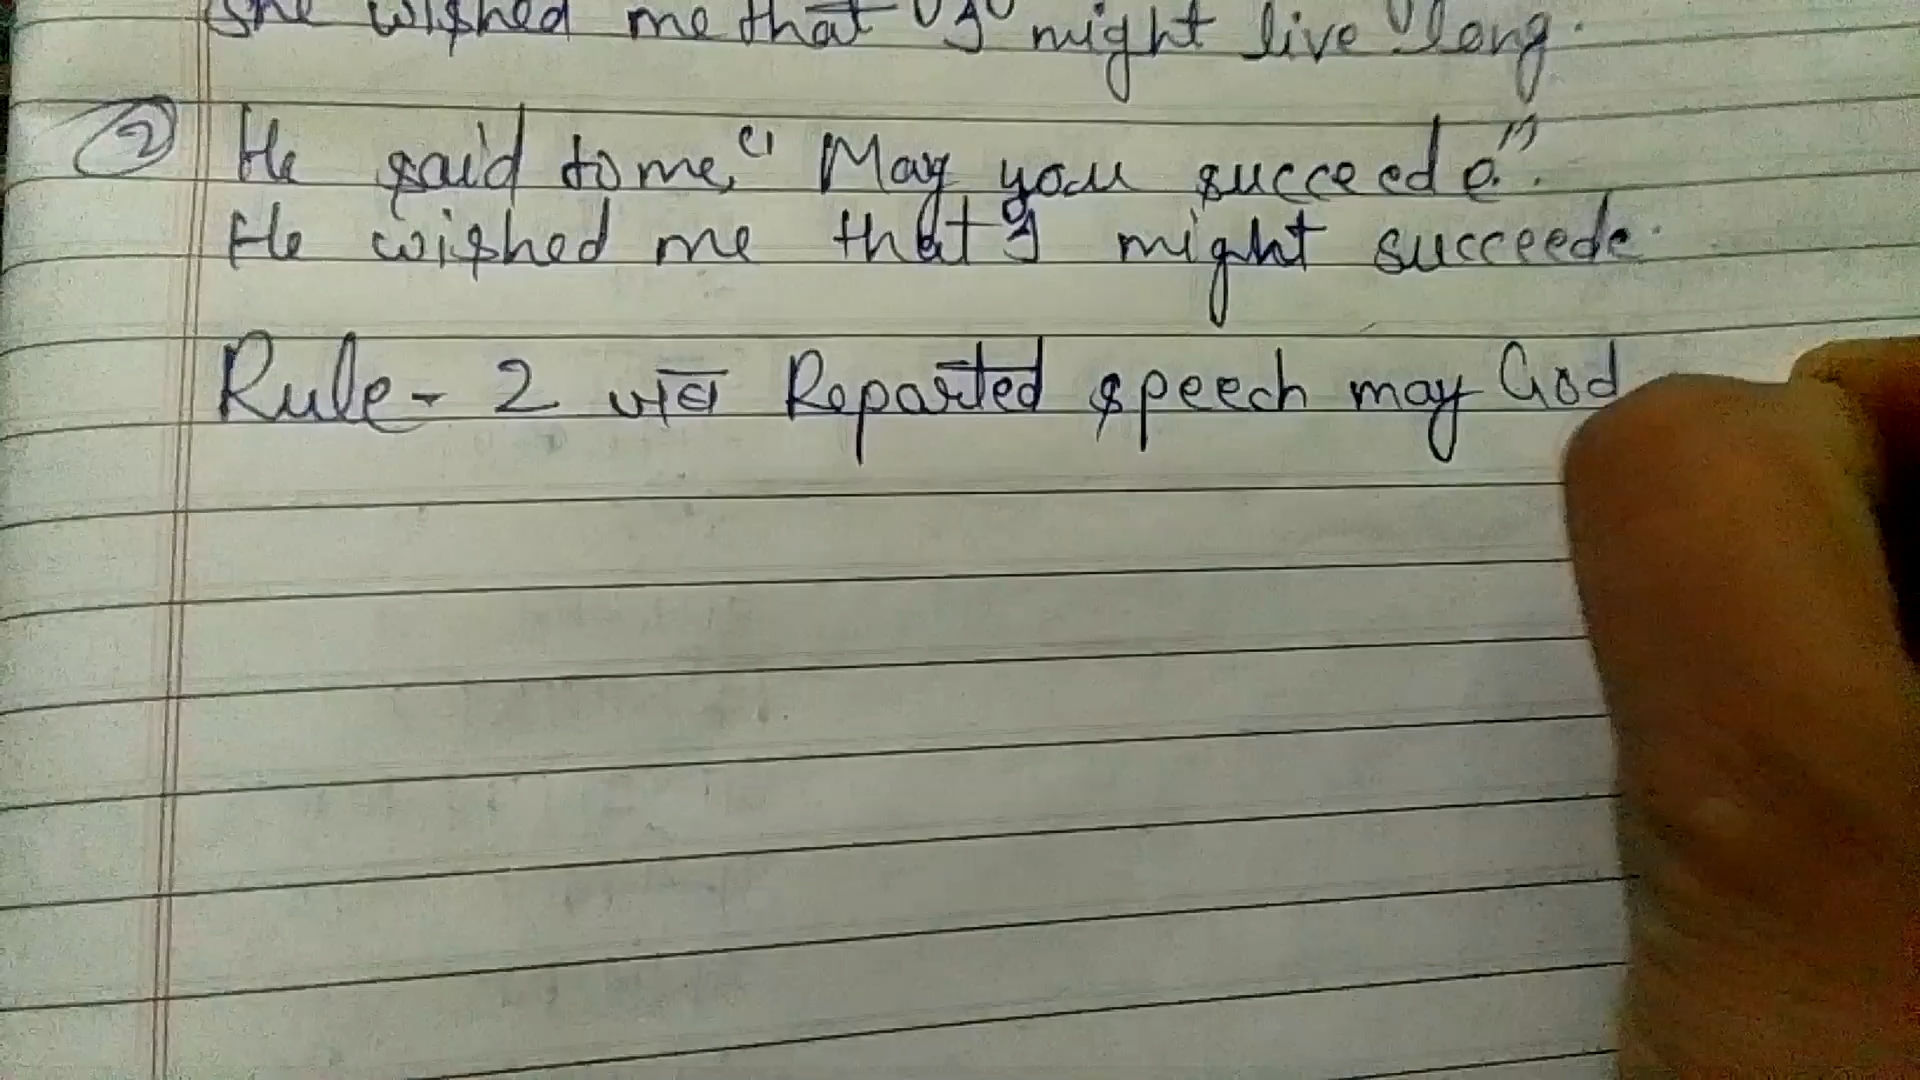 She wished me that I might live long.
② He said to me, "May you succeede.".
He wished me that I might succeede.
Rule - 2 जब Reported speech may God